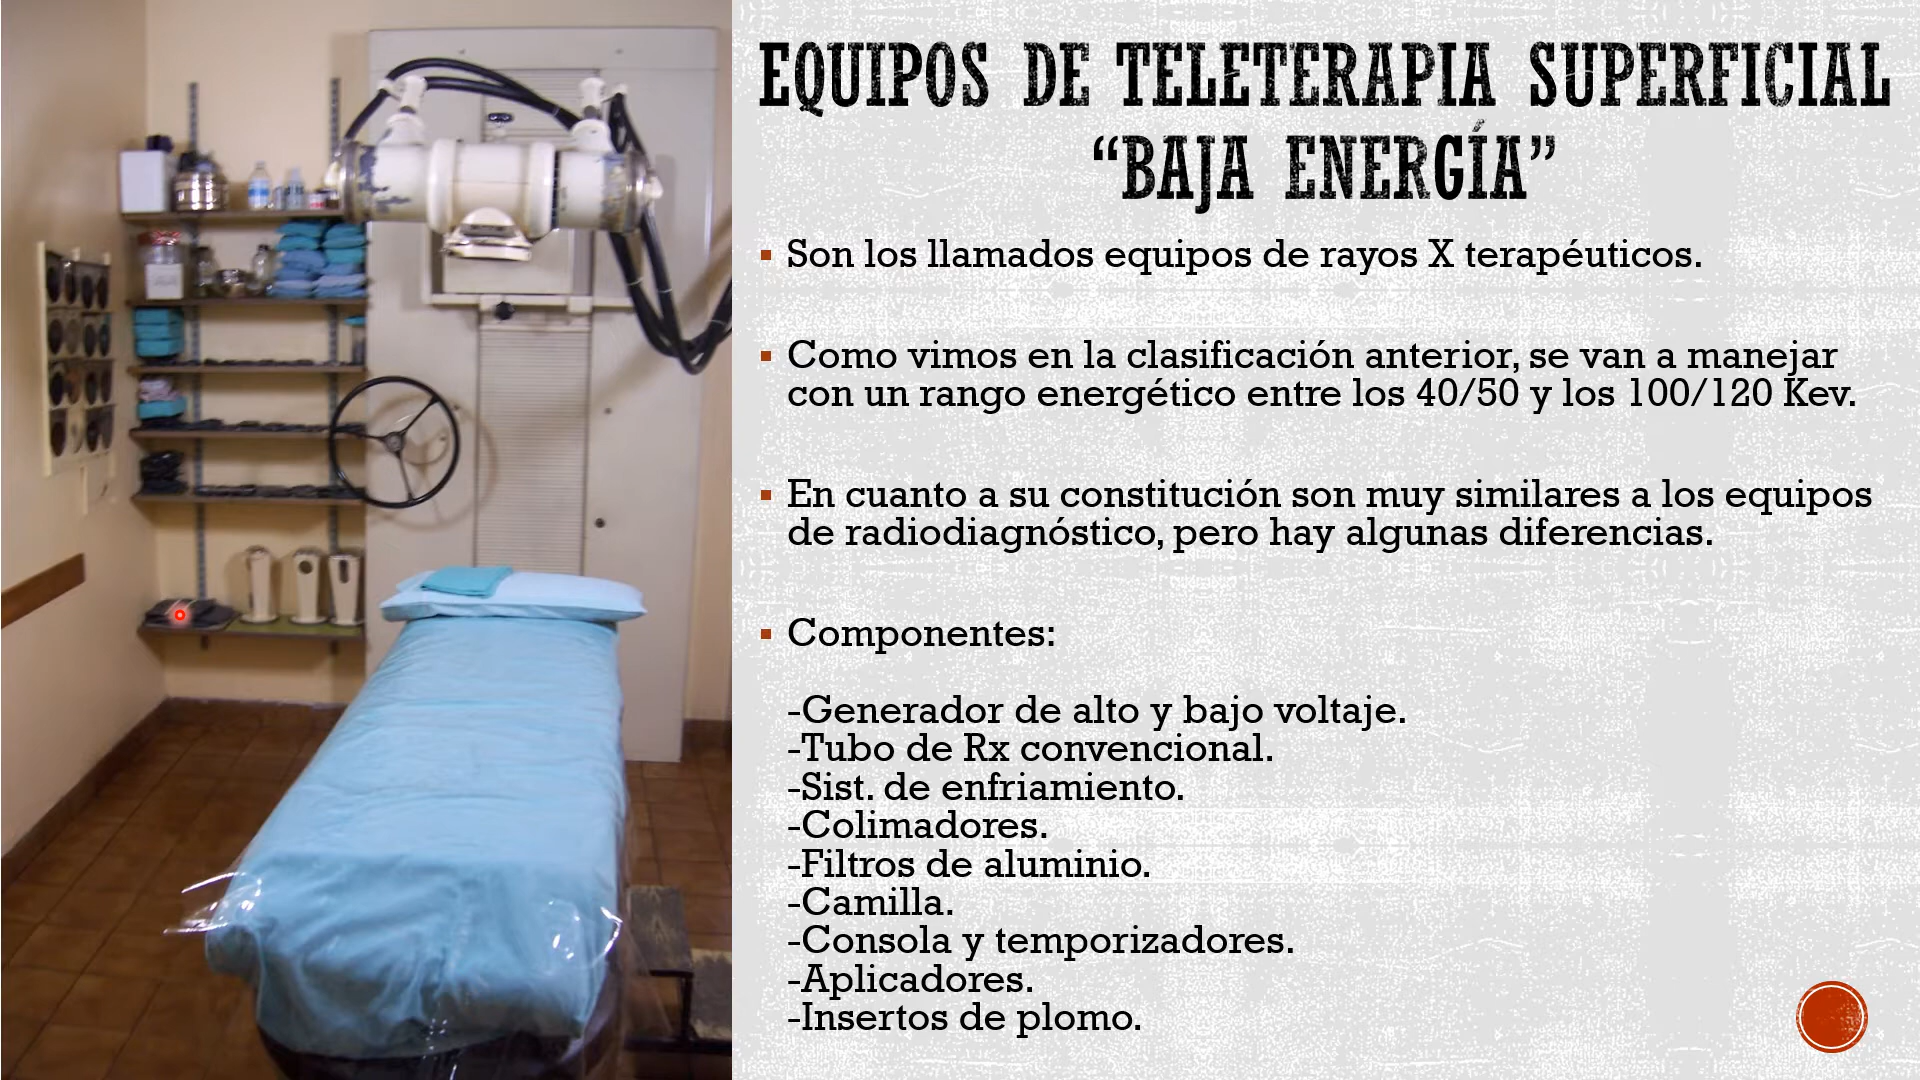 EQUIPOS DE TELETERAPIA SUPERFICIAL
“BAJA ENERGÍA”
Son los llamados equipos de rayos X terapéuticos.
Como vimos en la clasificación anterior, se van a manejar
con un rango energético entre los 40/50 y los 100/120 Kev.
En cuanto a su constitución son muy similares a los equipos
de radiodiagnóstico, pero hay algunas diferencias.
Componentes:
-Generador de alto y bajo voltaje.
-Tubo de Rx convencional.
-Sist. de enfriamiento.
-Colimadores.
-Filtros de aluminio.
-Camilla.
-Consola y temporizadores.
-Aplicadores.
-Insertos de plomo.